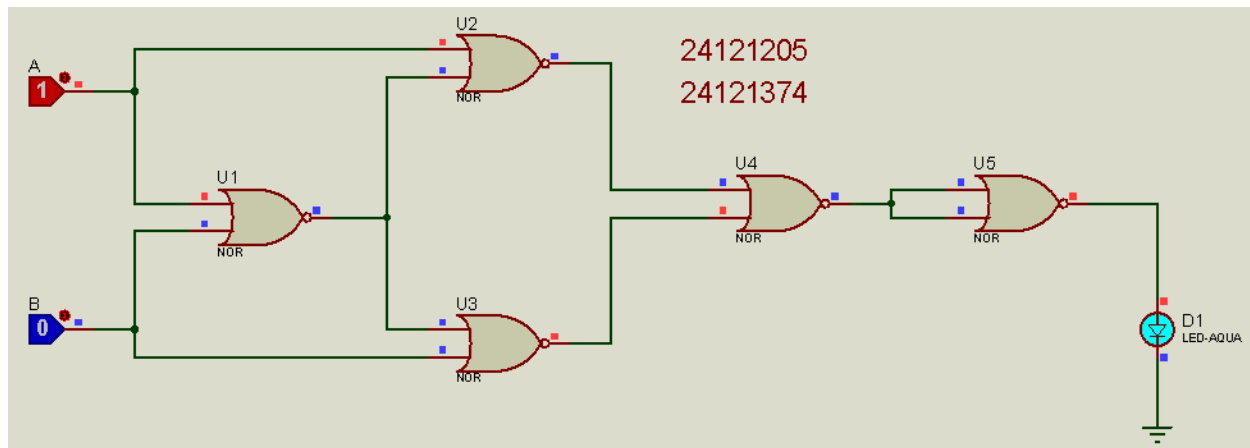 U2
24121205
A
1
NOR
24121374
U1
U4
U5
NOR
NOR
NOR
B
0
U3
D1
LED-AQUA
NOR